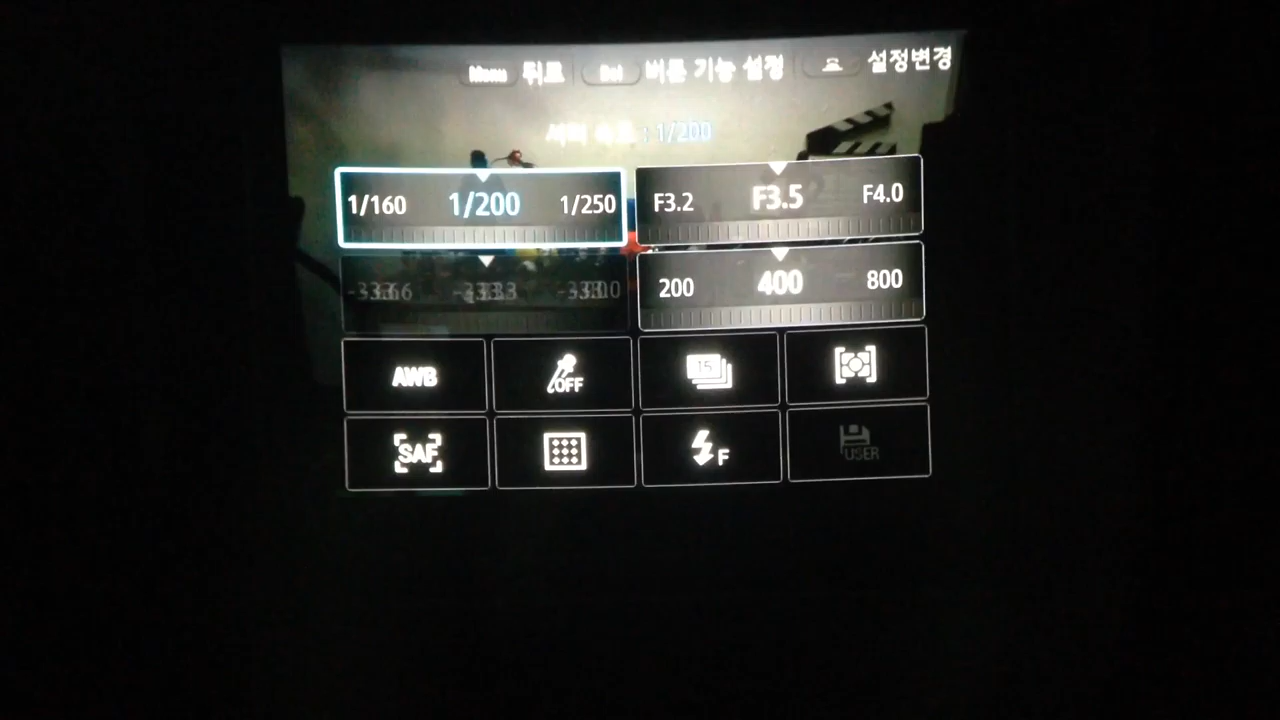 Menu 뒤로 Del 버튼 기능 설정 설정변경
셔터 속도 : 1/200
1/160 1/200 1/250 F3.2 F3.5 F4.0
200 400 800
AWB OFF 15
SAF F USER